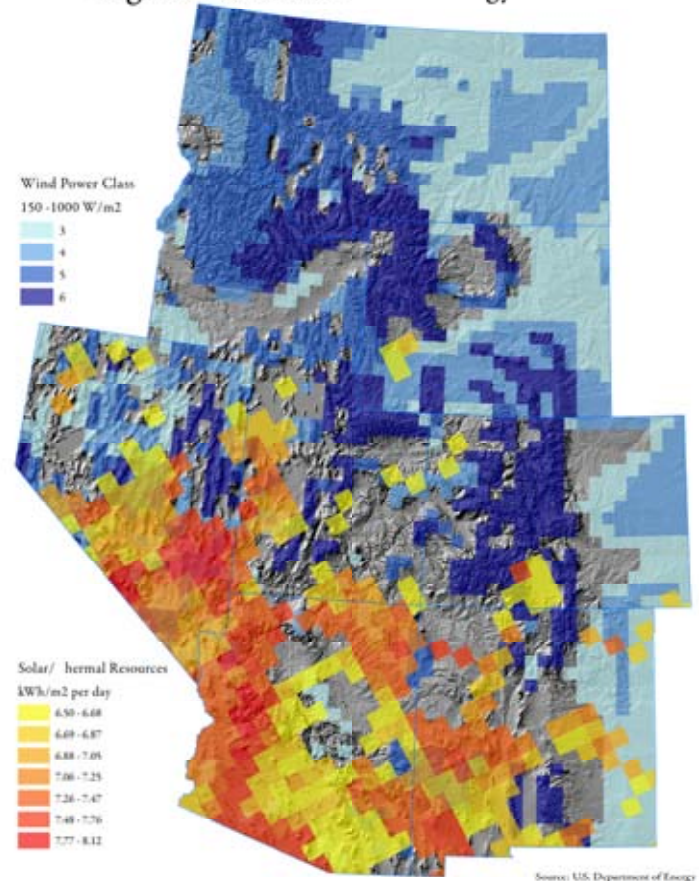 Wind Power Class
150 -1000 W/m2
3
4
5
6
Solar/ hermal Resources
kWh/m2 per day
6.50 - 6.68
6.69 - 6.87
6.88 - 7.05
7.06 - 7.25
7.26 - 7.47
7.48 - 7.76
7.77 - 8.12
Source: U.S. Department of Energy